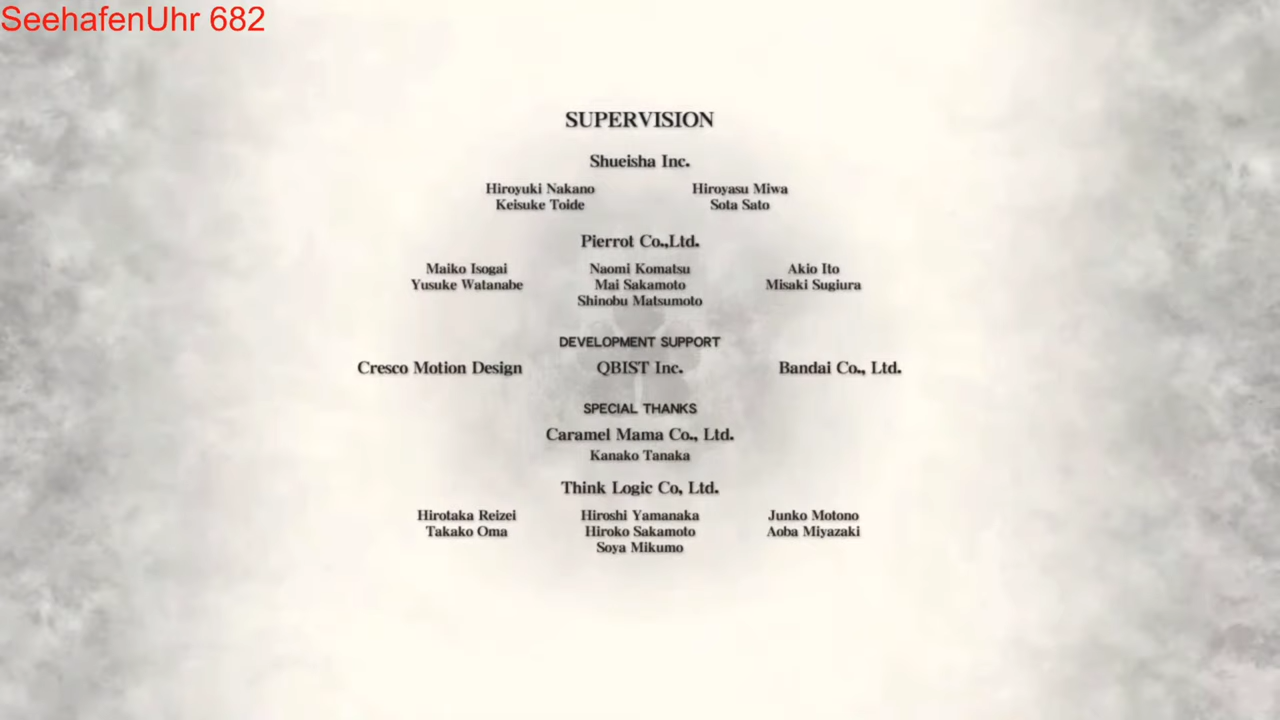 SeehafenUhr 682
SUPERVISION
Shueisha Inc.
Hiroyuki Nakano Hiroyasu Miwa
Keisuke Toide Sota Sato
Pierrot Co.,Ltd.
Maiko Isogai Naomi Komatsu Akio Ito
Yusuke Watanabe Mai Sakamoto Misaki Sugiura
Shinobu Matsumoto
DEVELOPMENT SUPPORT
Cresco Motion Design QBIST Inc. Bandai Co., Ltd.
SPECIAL THANKS
Caramel Mama Co., Ltd.
Kanako Tanaka
Think Logic Co, Ltd.
Hirotaka Reizei Hiroshi Yamanaka Junko Motono
Takako Oma Hiroko Sakamoto Aoba Miyazaki
Soya Mikumo